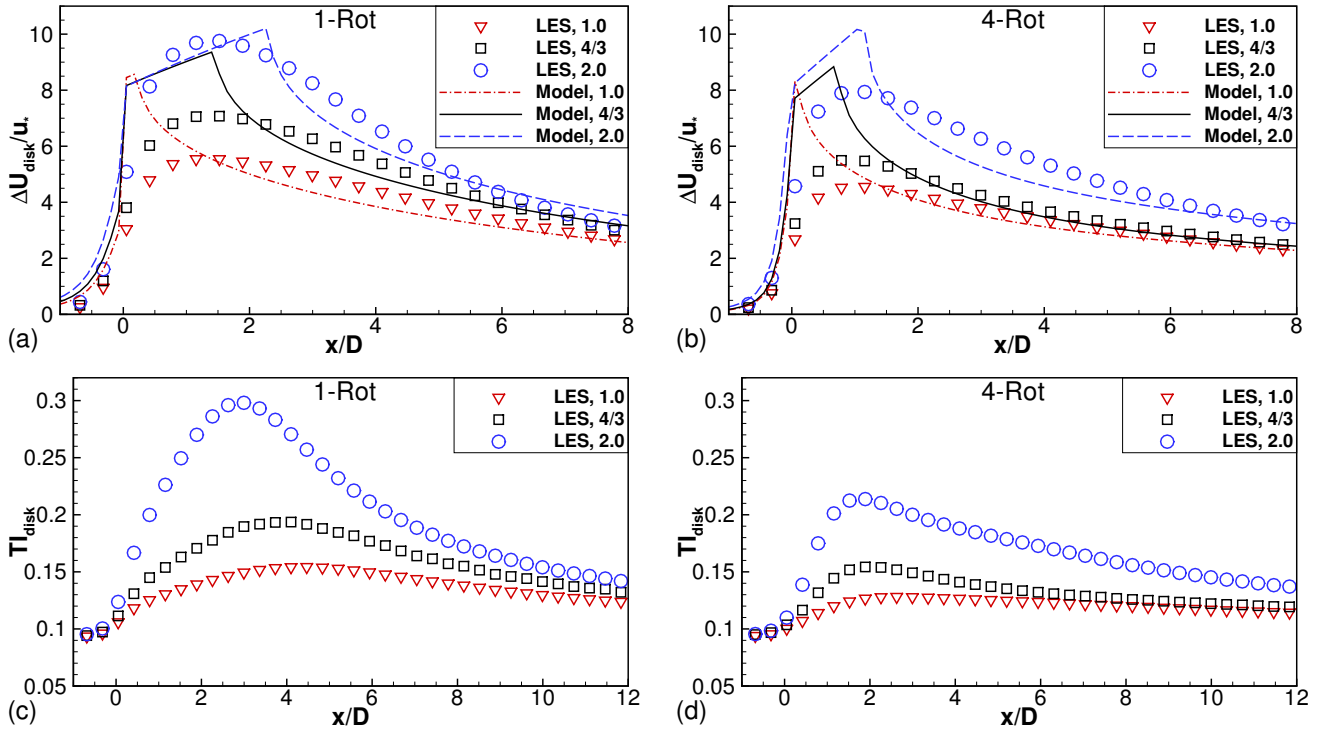 1-Rot
LES, 1.0
LES, 4/3
LES, 2.0
Model, 1.0
Model, 4/3
Model, 2.0
10
8
6
4
2
0
ΔU_disk/u_*
0 2 4 6 8
x/D
(a)
4-Rot
LES, 1.0
LES, 4/3
LES, 2.0
Model, 1.0
Model, 4/3
Model, 2.0
10
8
6
4
2
0
ΔU_disk/u_*
0 2 4 6 8
x/D
(b)
1-Rot
LES, 1.0
LES, 4/3
LES, 2.0
0.3
0.25
0.2
0.15
0.1
0.05
TI_disk
0 2 4 6 8 10 12
x/D
(c)
4-Rot
LES, 1.0
LES, 4/3
LES, 2.0
0.3
0.25
0.2
0.15
0.1
0.05
TI_disk
0 2 4 6 8 10 12
x/D
(d)